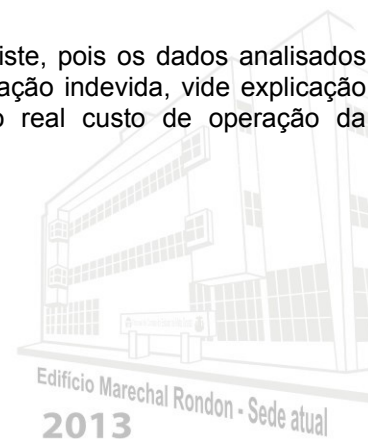 iste, pois os dados analisados
ação indevida, vide explicação
o real custo de operação da
Edifício Marechal Rondon - Sede atual
2013